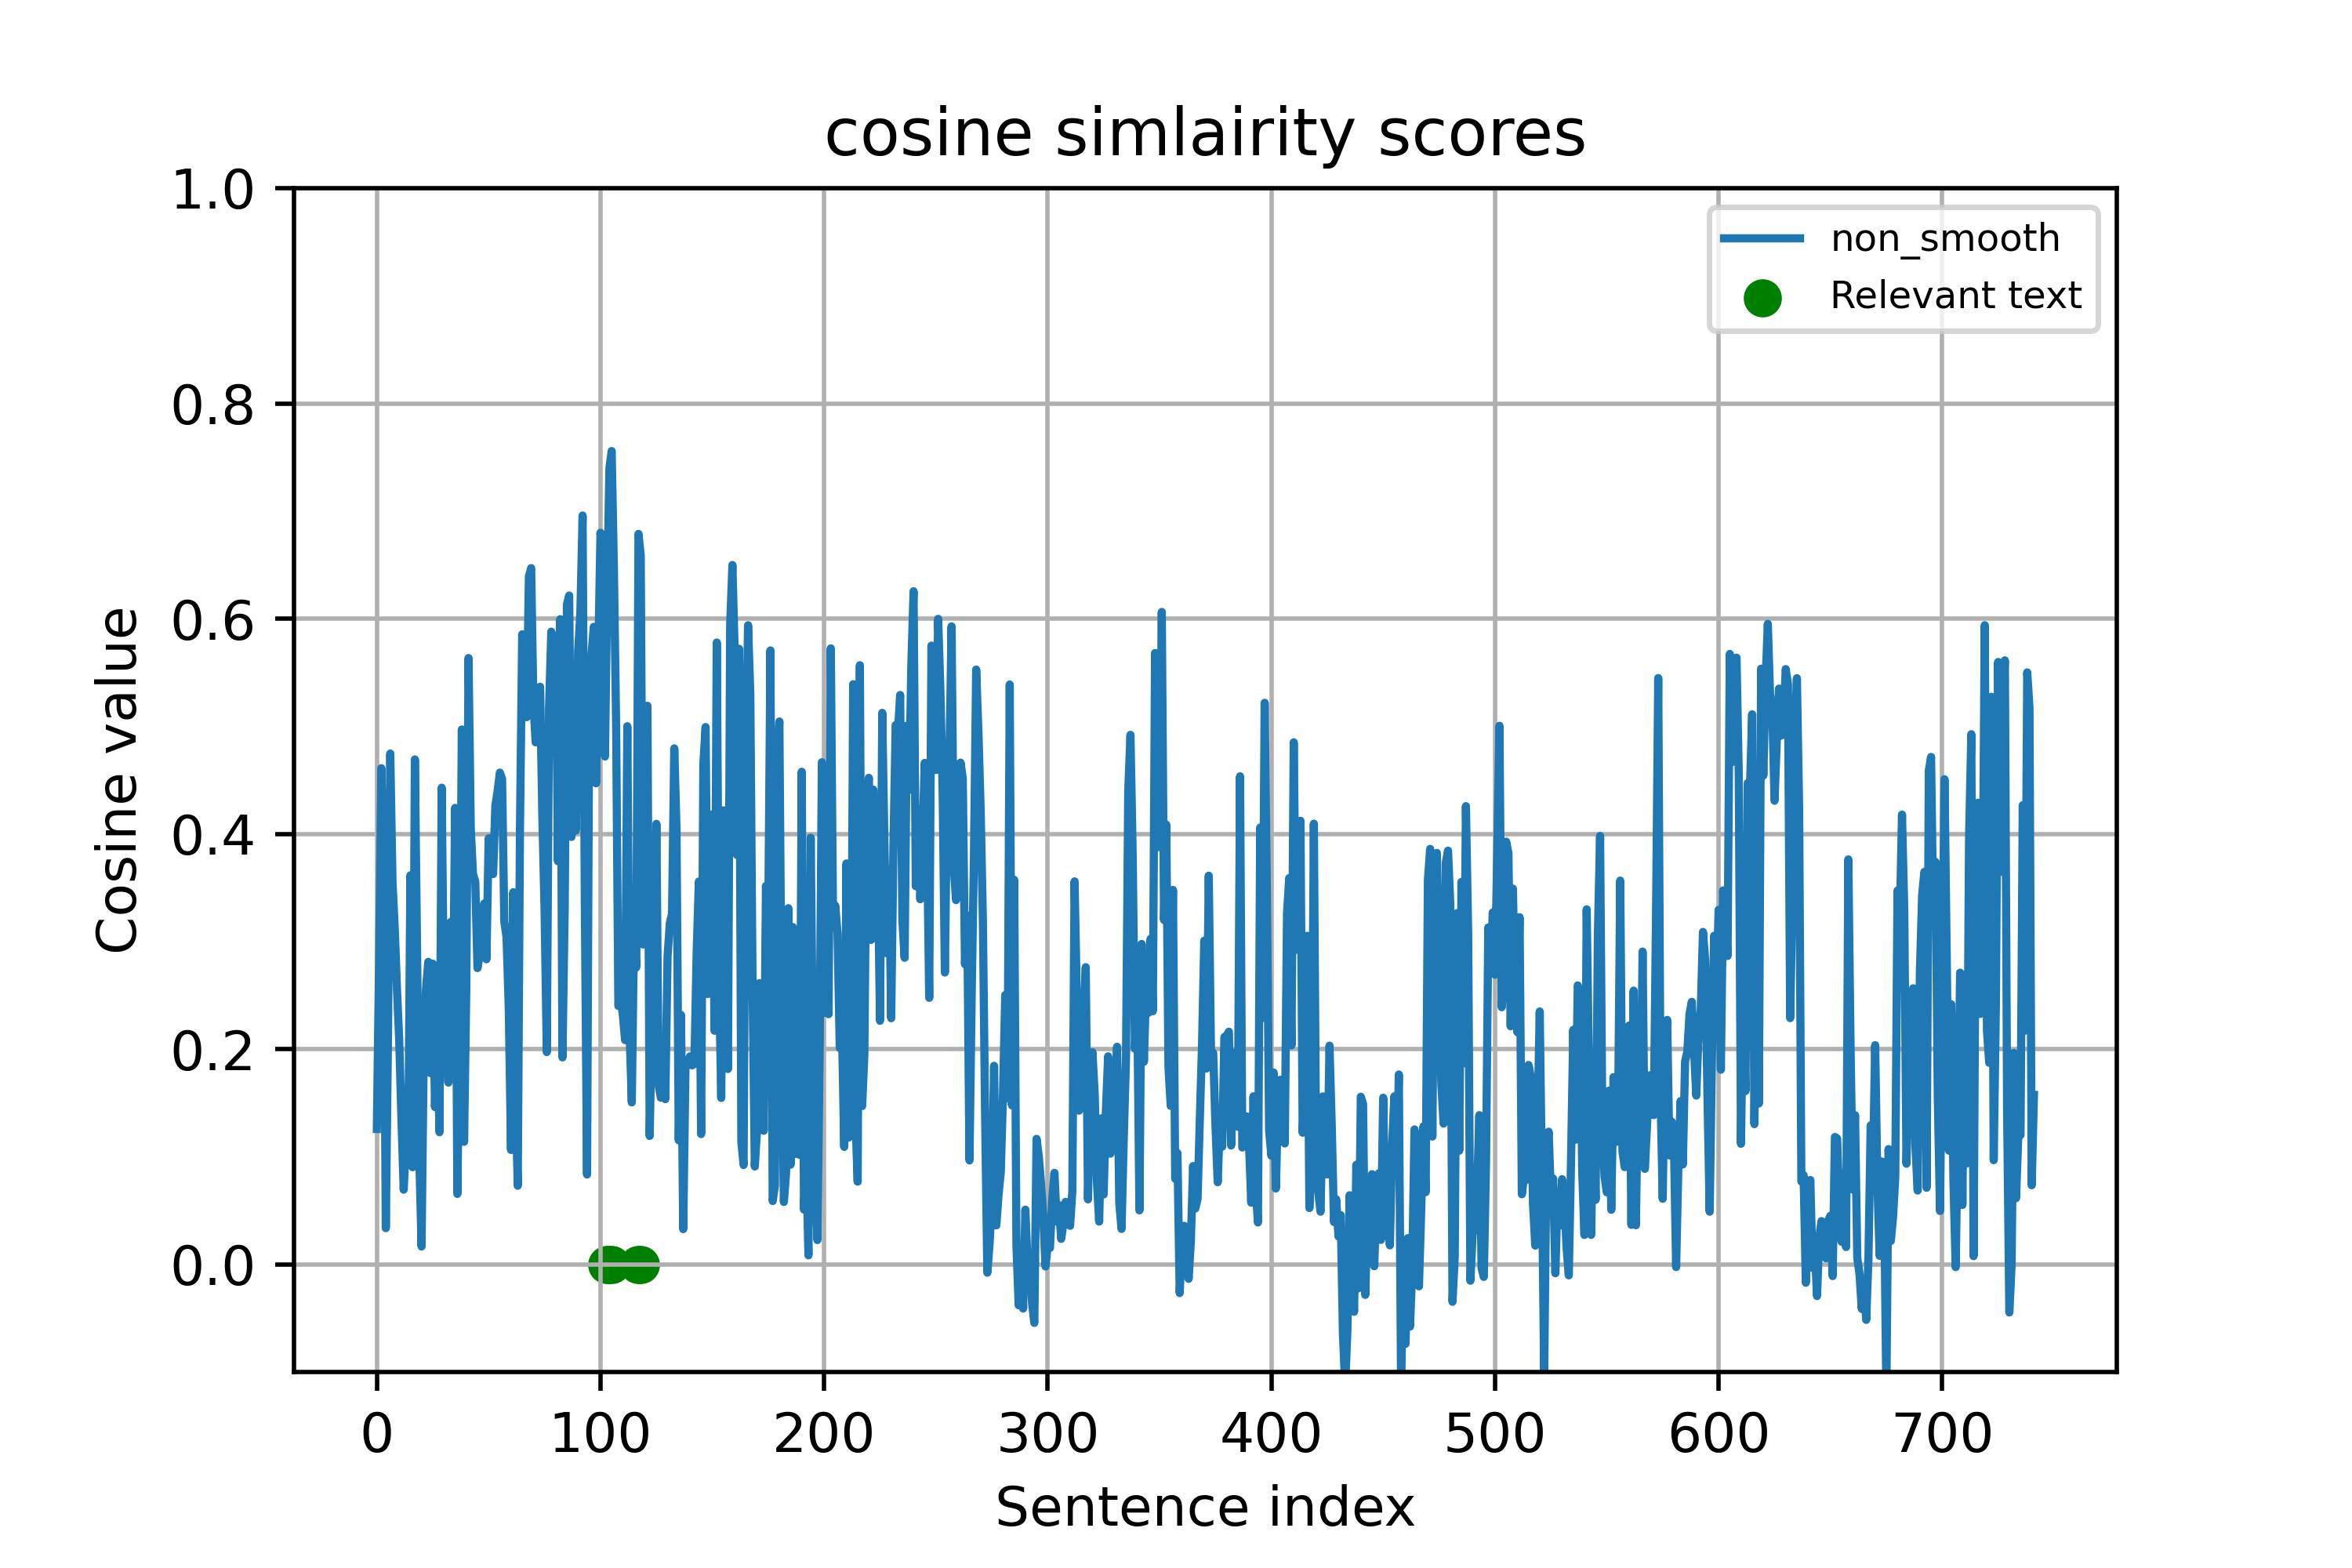 cosine simlairity scores
1.0
0.8
0.6
0.4
0.2
0.0
Cosine value
non_smooth
Relevant text
0 100 200 300 400 500 600 700
Sentence index